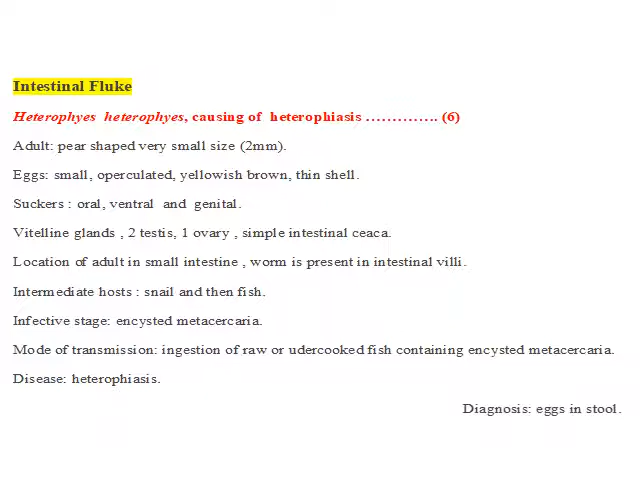 Intestinal Fluke
Heterophyes heterophyes, causing of heterophiasis ………….. (6)
Adult: pear shaped very small size (2mm).
Eggs: small, operculated, yellowish brown, thin shell.
Suckers : oral, ventral and genital.
Vitelline glands , 2 testis, 1 ovary , simple intestinal ceaca.
Location of adult in small intestine , worm is present in intestinal villi.
Intermediate hosts : snail and then fish.
Infective stage: encysted metacercaria.
Mode of transmission: ingestion of raw or udercooked fish containing encysted metacercaria.
Disease: heterophiasis.
Diagnosis: eggs in stool.